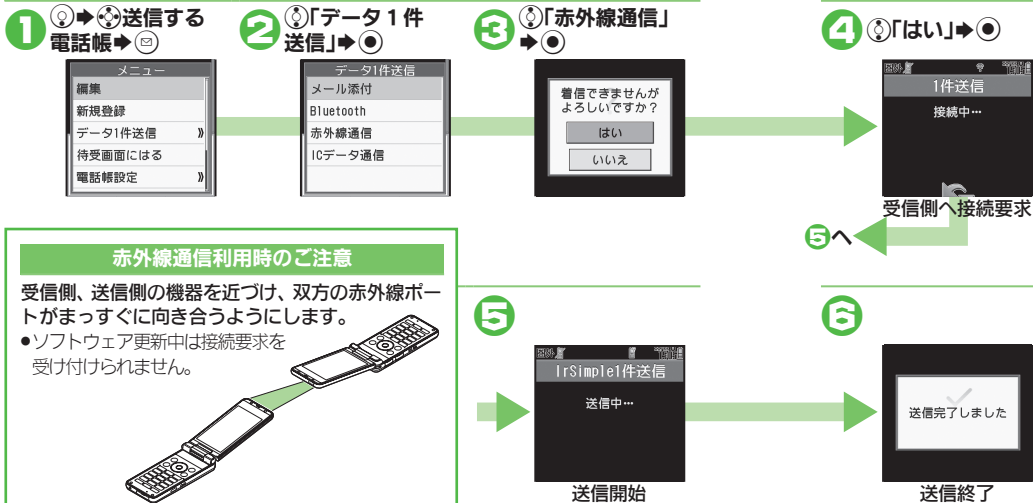 1 ➡送信する
電話帳➡
メニュー
編集
新規登録
データ1件送信 》
待受画面にはる
電話帳設定 》
2 「データ1件
送信」➡
データ1件送信
メール添付
Bluetooth
赤外線通信
ICデータ通信
3 「赤外線通信」
➡
着信できませんが
よろしいですか?
はい
いいえ
4 「はい」➡
1件送信
接続中…
受信側へ接続要求
5へ
赤外線通信利用時のご注意
受信側、送信側の機器を近づけ、双方の赤外線ポー
トがまっすぐに向き合うようにします。
●ソフトウェア更新中は接続要求を
受け付けられません。
5
IrSimple1件送信
送信中…
送信開始
6
送信完了しました
送信終了